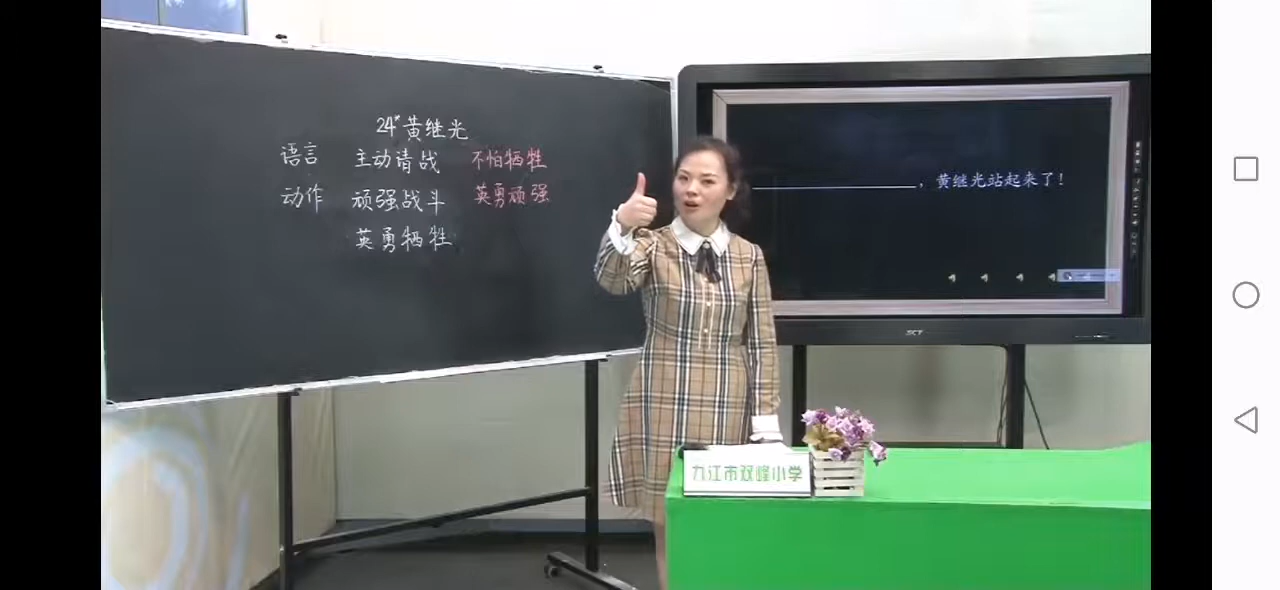 24*黄继光
语言 主动请战 不怕牺牲
动作 顽强战斗 英勇顽强
英勇牺牲
，黄继光站起来了！
SCT
九江市双峰小学